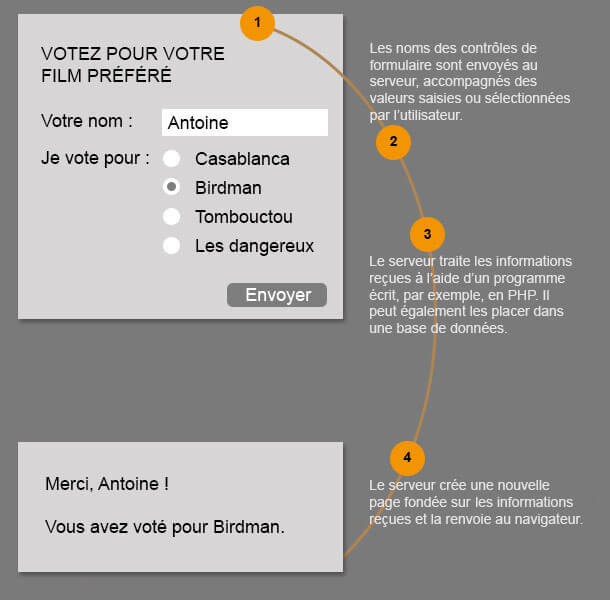 1
VOTEZ POUR VOTRE
FILM PRÉFÉRÉ
Votre nom : Antoine
Je vote pour : Casablanca
Birdman
Tombouctou
Les dangereux
Envoyer
Les noms des contrôles de
formulaire sont envoyés au
serveur, accompagnés des
valeurs saisies ou sélectionnées
par l’utilisateur.
2
3
Le serveur traite les informations
reçues à l’aide d’un programme
écrit, par exemple, en PHP. Il
peut également les placer dans
une base de données.
4
Le serveur crée une nouvelle
page fondée sur les informations
reçues et la renvoie au navigateur.
Merci, Antoine !
Vous avez voté pour Birdman.